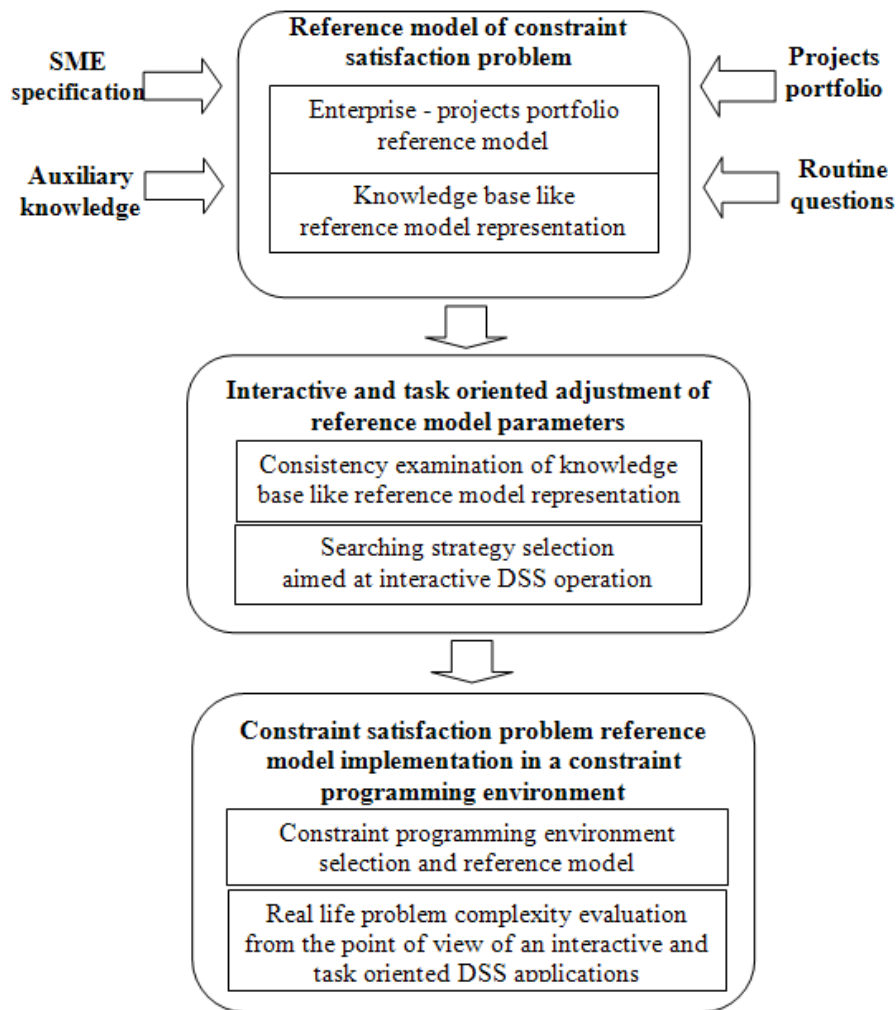 Reference model of constraint
satisfaction problem
SME
specification
Projects
portfolio
Enterprise - projects portfolio
reference model
Auxiliary
knowledge
Routine
questions
Knowledge base like
reference model representation
Interactive and task oriented adjustment of
reference model parameters
Consistency examination of knowledge
base like reference model representation
Searching strategy selection
aimed at interactive DSS operation
Constraint satisfaction problem reference
model implementation in a constraint
programming environment
Constraint programming environment
selection and reference model
Real life problem complexity evaluation
from the point of view of an interactive and
task oriented DSS applications